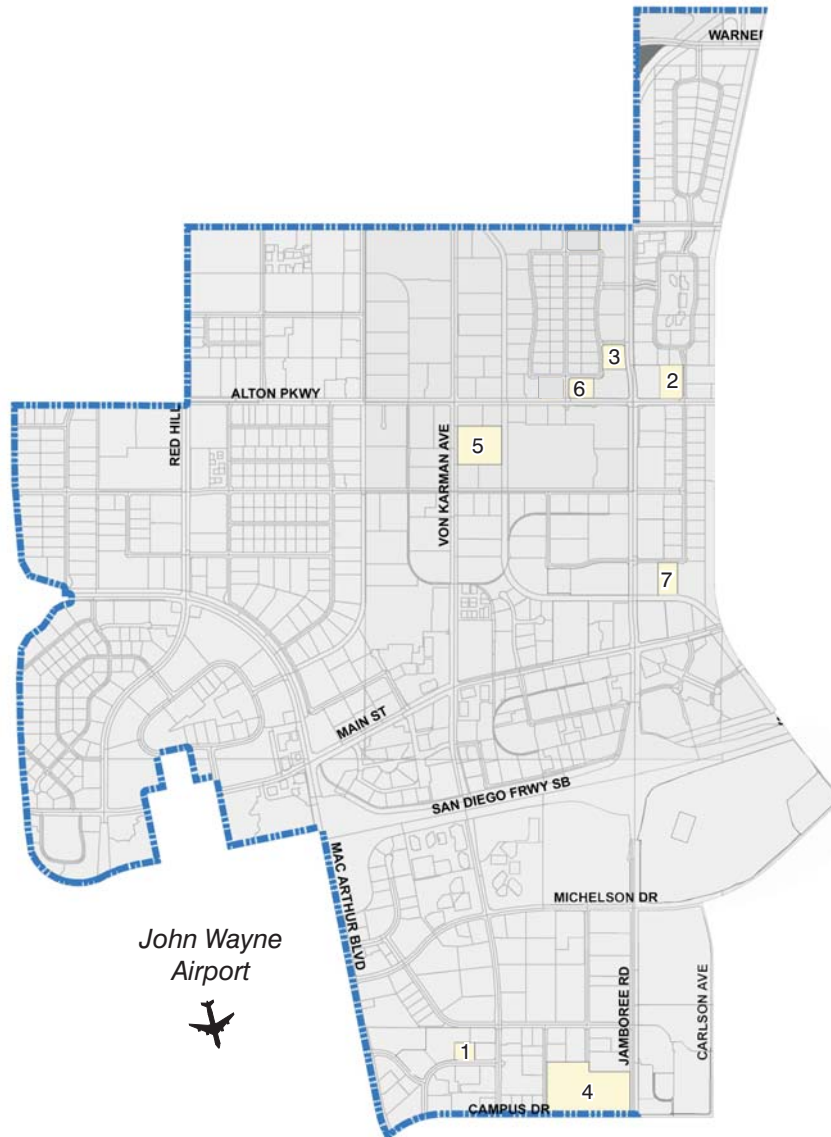 WARNE
3
2
6
ALTON PKWY
RED HILL
VON KARMAN AVE
5
7
MAIN ST
SAN DIEGO FRWY SB
MAC ARTHUR BLVD
MICHELSON DR
John Wayne
Airport
JAMBOREE RD
CARLSON AVE
1
4
CAMPUS DR